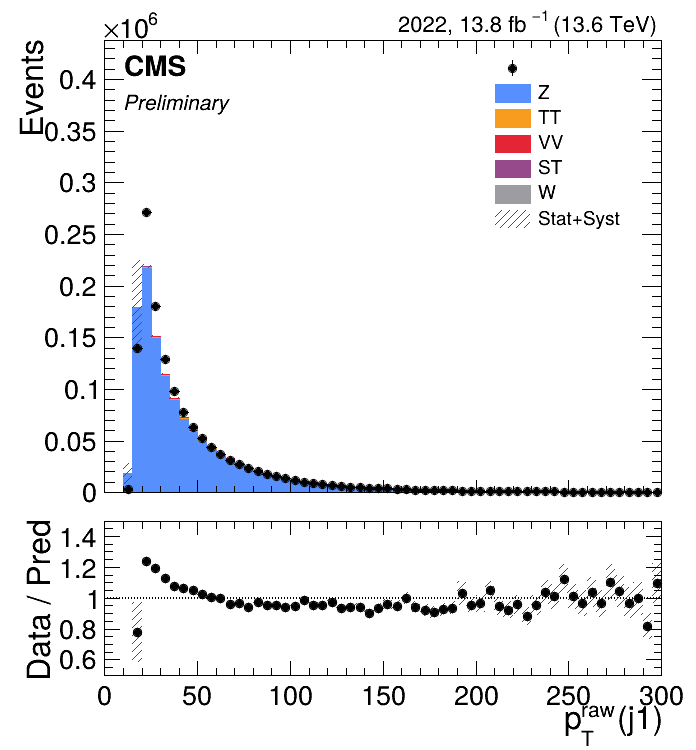 ×10⁶
2022, 13.8 fb⁻¹ (13.6 TeV)
CMS
Preliminary
Events
0.4
0.35
0.3
0.25
0.2
0.15
0.1
0.05
0
Z
TT
VV
ST
W
Stat+Syst
Data / Pred
1.4
1.2
1
0.8
0.6
0 50 100 150 200 250 300
p_T^raw(j1)